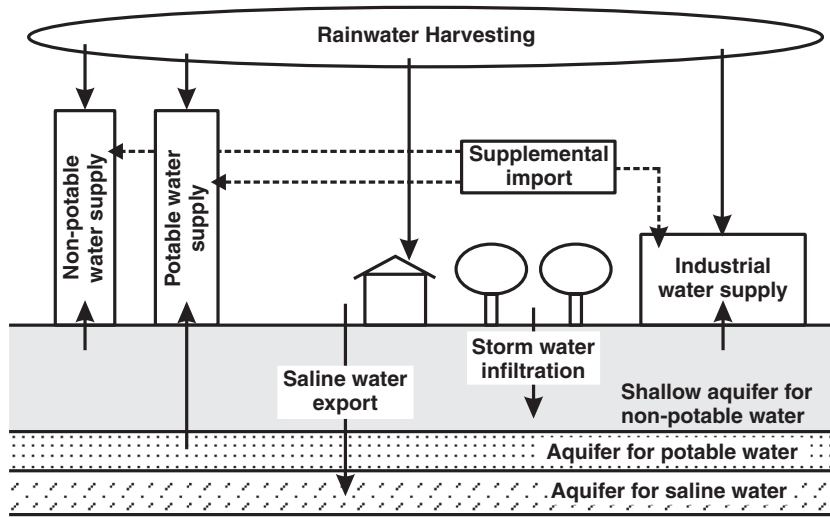 Rainwater Harvesting
Non-potable
water supply
Potable water
supply
Supplemental
import
Industrial
water supply
Saline water
export
Storm water
infiltration
Shallow aquifer for
non-potable water
Aquifer for potable water
Aquifer for saline water